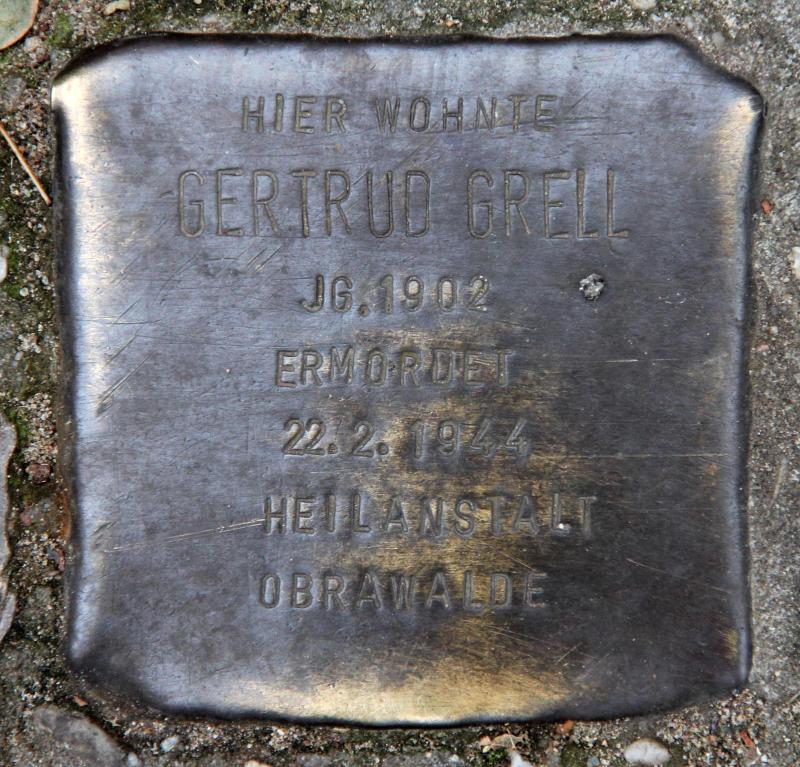 HIER WOHNTE
GERTRUD GRELL
JG. 1902
ERMORDET
22.2. 1944
HEILANSTALT
OBRAWALDE